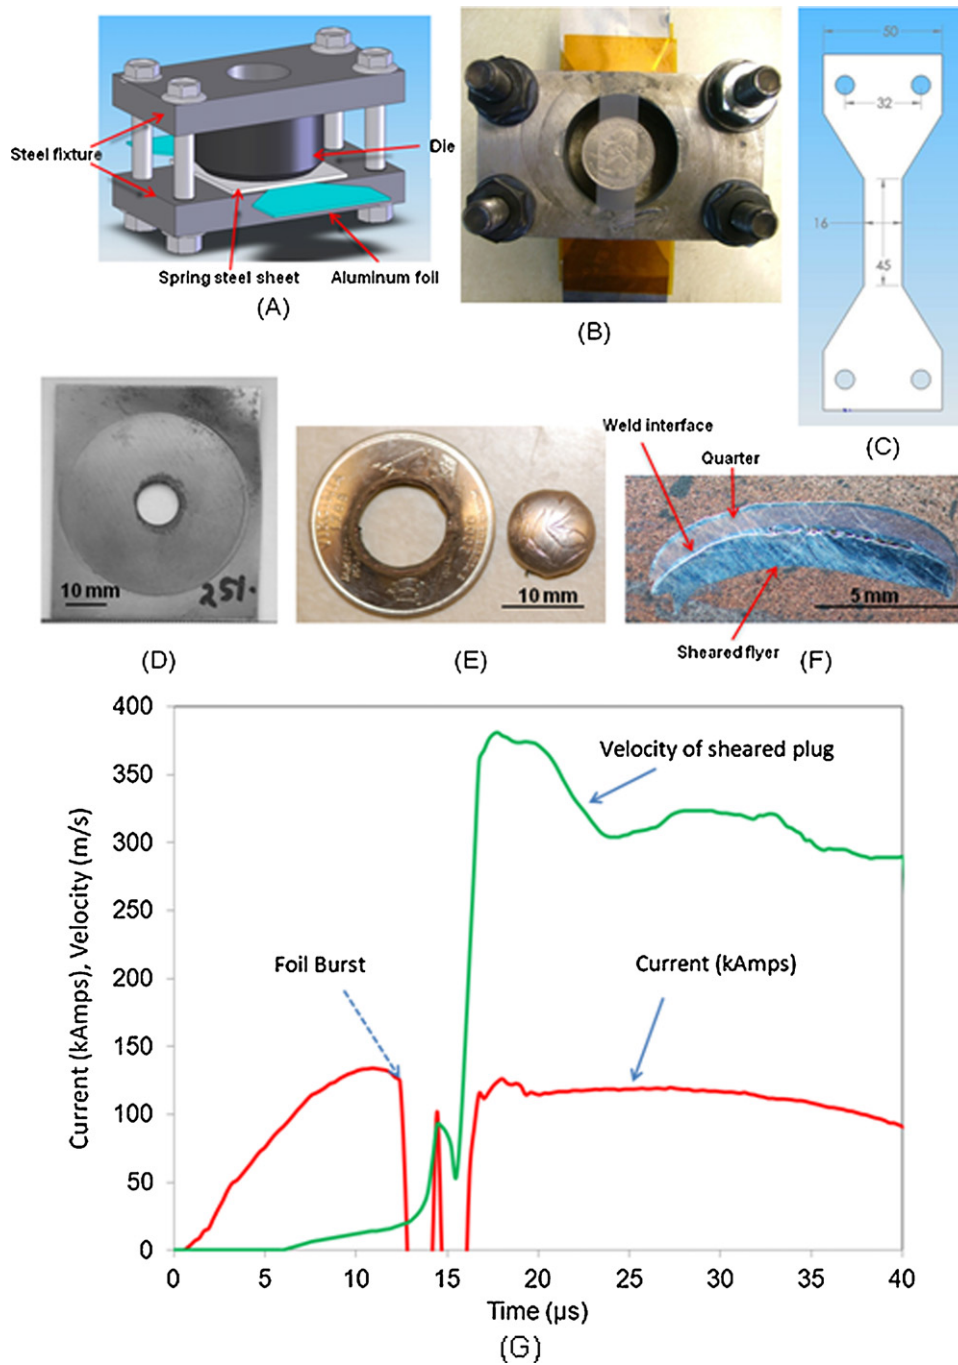 Steel fixture
Die
Spring steel sheet
Aluminum foil
(A)
(B)
50
32
16
45
(C)
10 mm
251.
(D)
10 mm
(E)
Weld interface
Quarter
5 mm
Sheared flyer
(F)
400
350
300
250
200
150
100
50
0
Current (kAmps), Velocity (m/s)
Velocity of sheared plug
Foil Burst
Current (kAmps)
0 5 10 15 20 25 30 35 40
Time (µs)
(G)